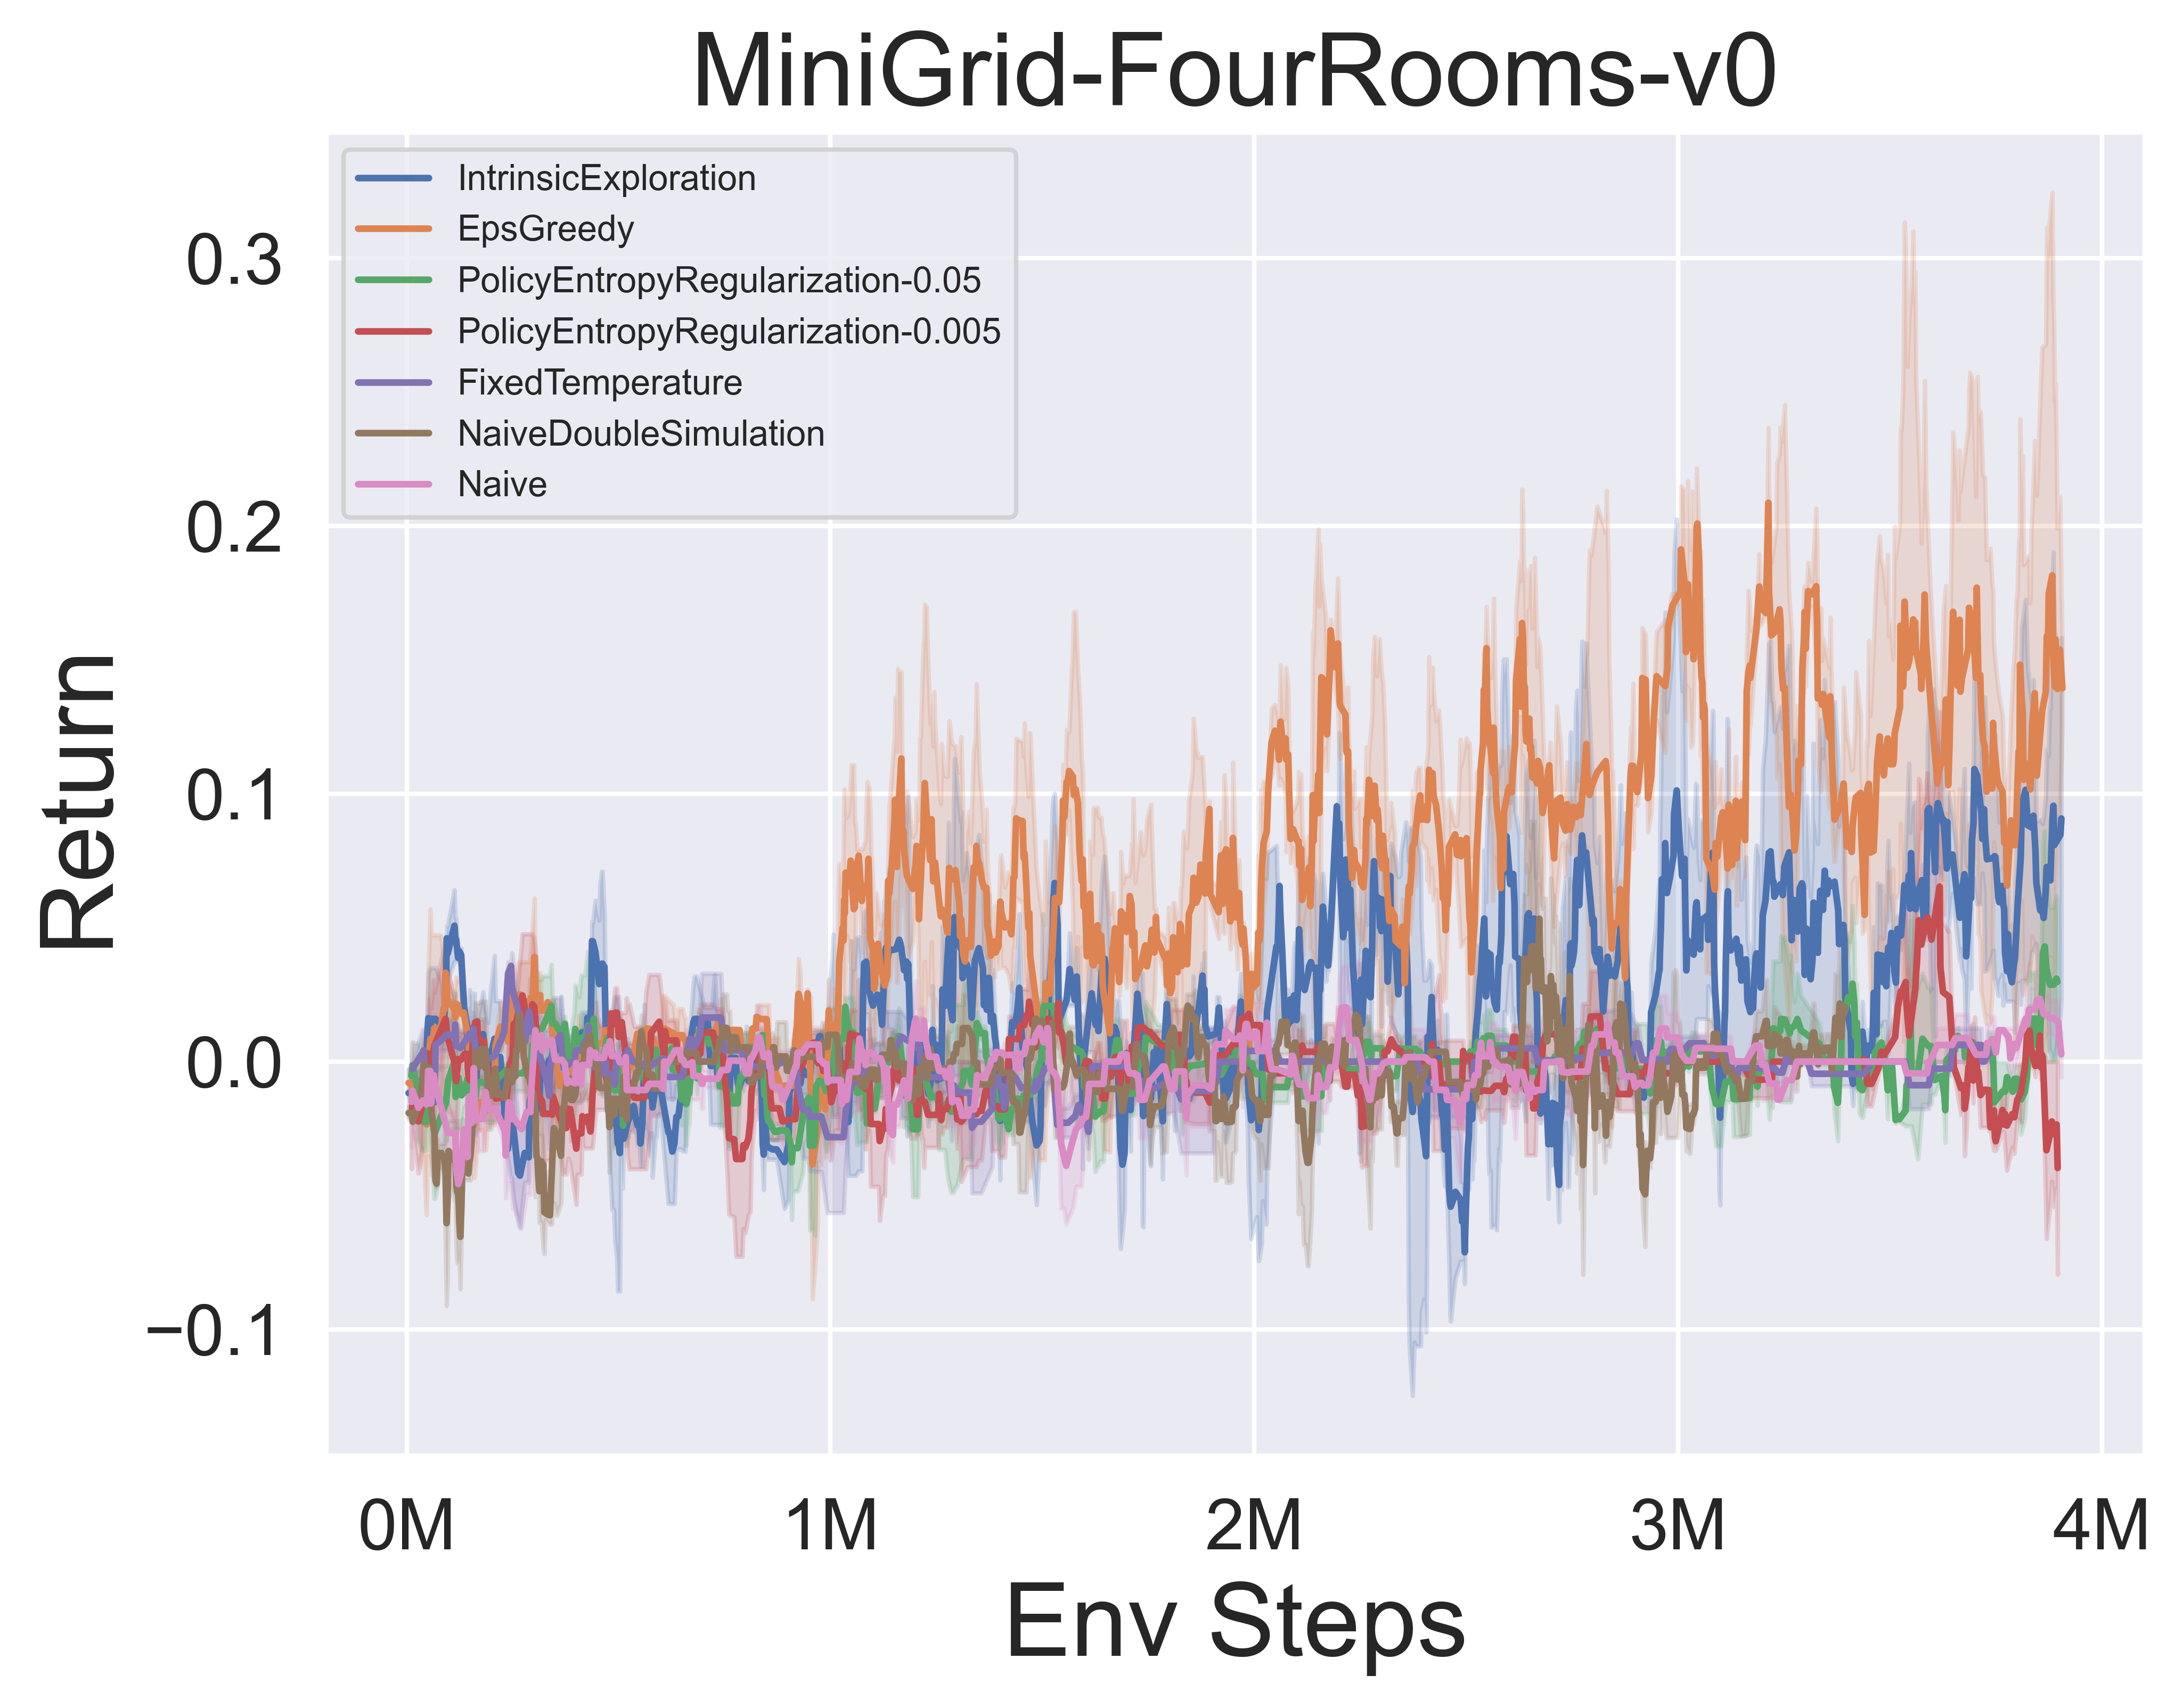 MiniGrid-FourRooms-v0
IntrinsicExploration
EpsGreedy
PolicyEntropyRegularization-0.05
PolicyEntropyRegularization-0.005
FixedTemperature
NaiveDoubleSimulation
Naive
Return
0.3
0.2
0.1
0.0
−0.1
0M 1M 2M 3M 4M
Env Steps